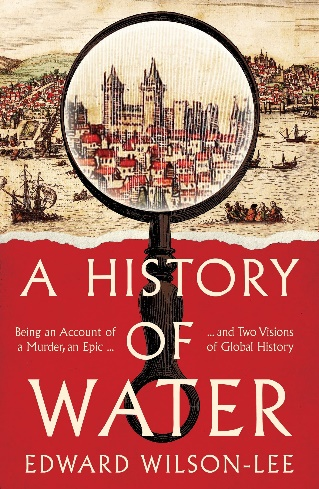 A HISTORY
Being an Account of
a Murder, an Epic ...
OF
... and Two Visions
of Global History
WATER
EDWARD WILSON-LEE